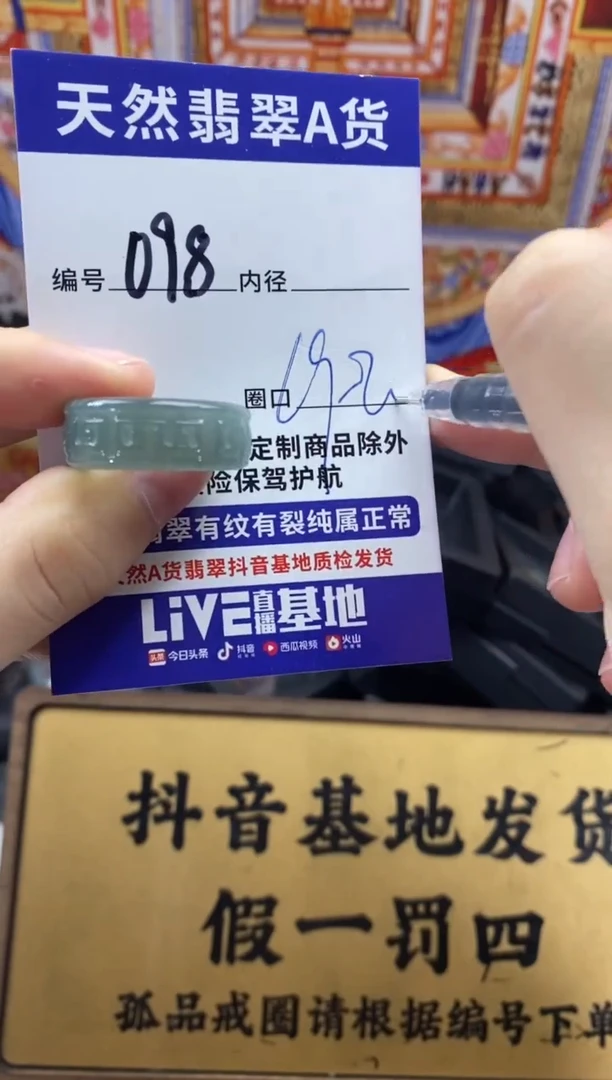 天然翡翠A货
编号 098 内径
圈口
定制商品除外
险保驾护航
翠有纹有裂纯属正常
然A货翡翠抖音基地质检发货
LiVE直播基地
今日头条 抖音 西瓜视频 火山
抖音基地发货
假一罚四
孤品戒圈请根据编号下单